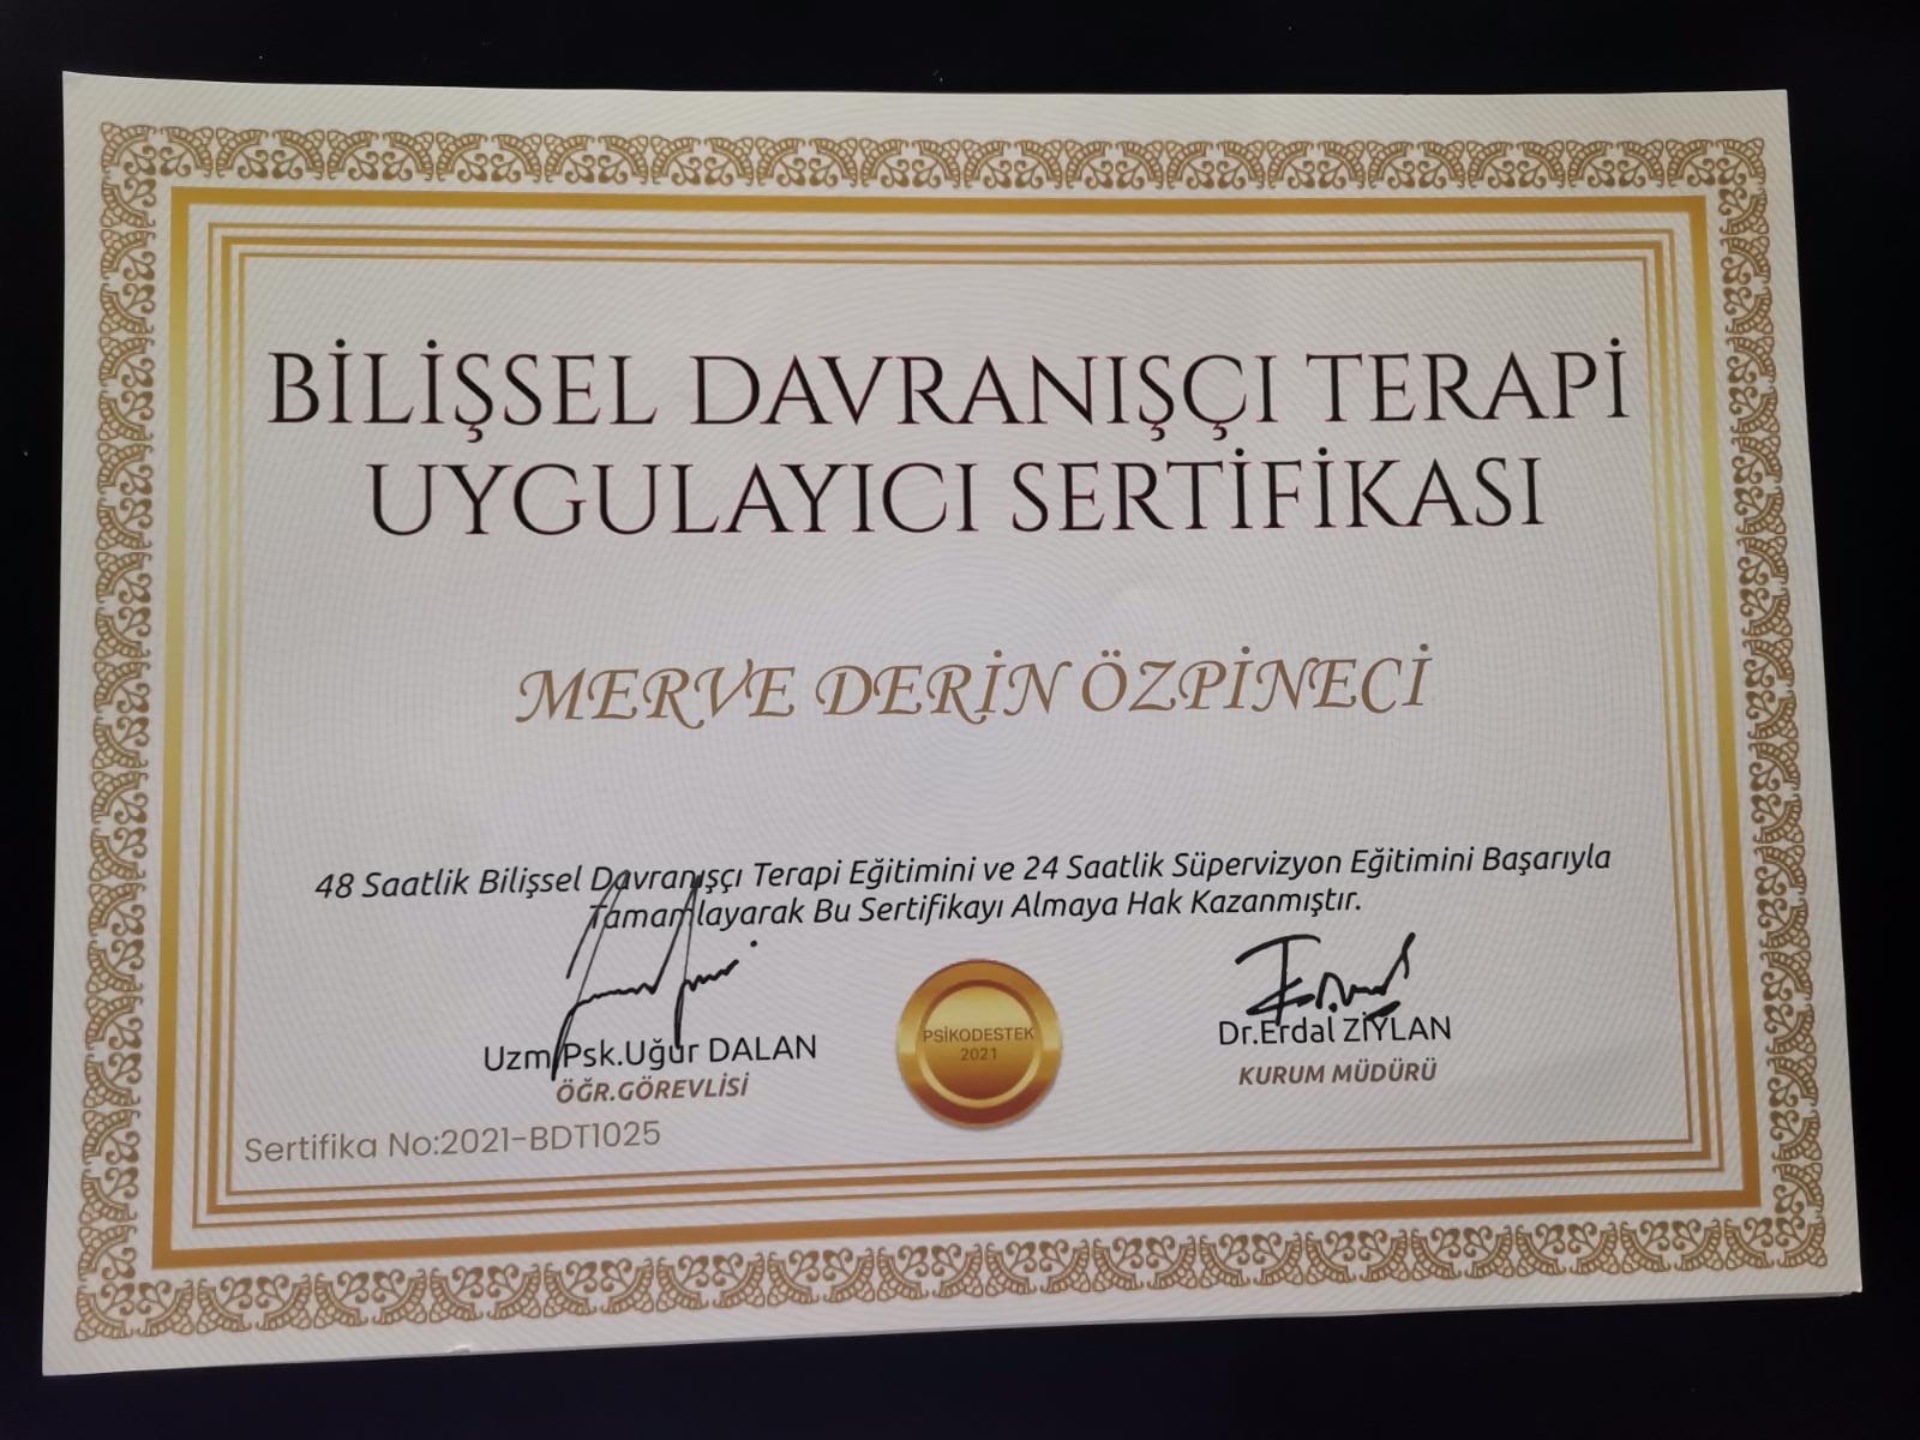 BİLİŞSEL DAVRANIŞÇI TERAPİ
UYGULAYICI SERTİFİKASI
MERVE DERİN ÖZPİNECİ
48 Saatlik Bilişsel Davranışçı Terapi Eğitimini ve 24 Saatlik Süpervizyon Eğitimini Başarıyla
Tamamlayarak Bu Sertifikayı Almaya Hak Kazanmıştır.
Uzm.Psk.Uğur DALAN
ÖĞR.GÖREVLİSİ
PSİKODESTEK
2021
Dr.Erdal ZİYLAN
KURUM MÜDÜRÜ
Sertifika No:2021-BDT1025